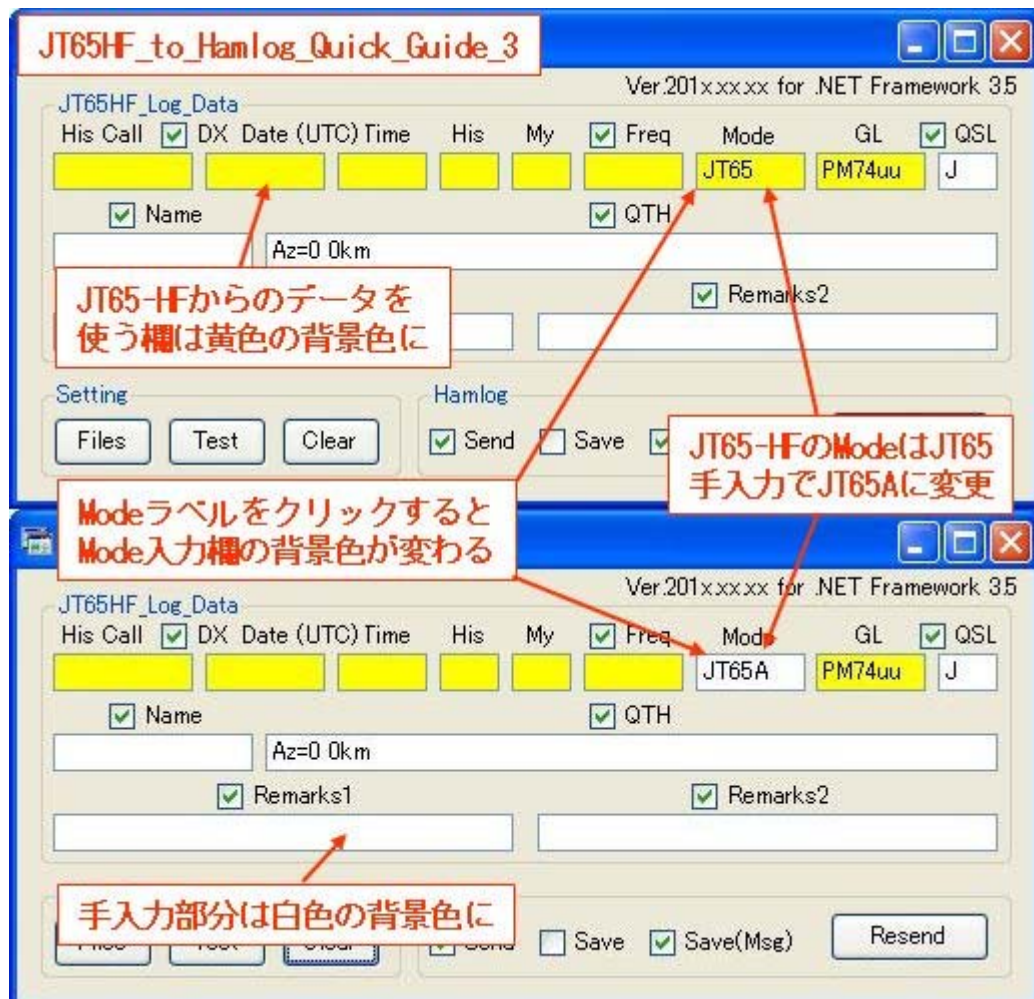 JT65HF_to_Hamlog_Quick_Guide_3
Ver.201xxxxxx for .NET Framework 3.5
JT65HF_Log_Data
His Call DX Date (UTC) Time His My Freq Mode GL QSL
JT65 PM74uu J
Name QTH
Az=0 0km
JT65-HFからのデータを
使う欄は黄色の背景色に
Remarks2
Setting Hamlog
Files Test Clear Send Save
JT65-HFのModeはJT65
手入力でJT65Aに変更
Modeラベルをクリックすると
Mode入力欄の背景色が変わる
Ver.201xxxxxx for .NET Framework 3.5
JT65HF_Log_Data
His Call DX Date (UTC) Time His My Freq Mode GL QSL
JT65A PM74uu J
Name QTH
Az=0 0km
Remarks1 Remarks2
手入力部分は白色の背景色に
Files Test Clear Send Save Save(Msg) Resend